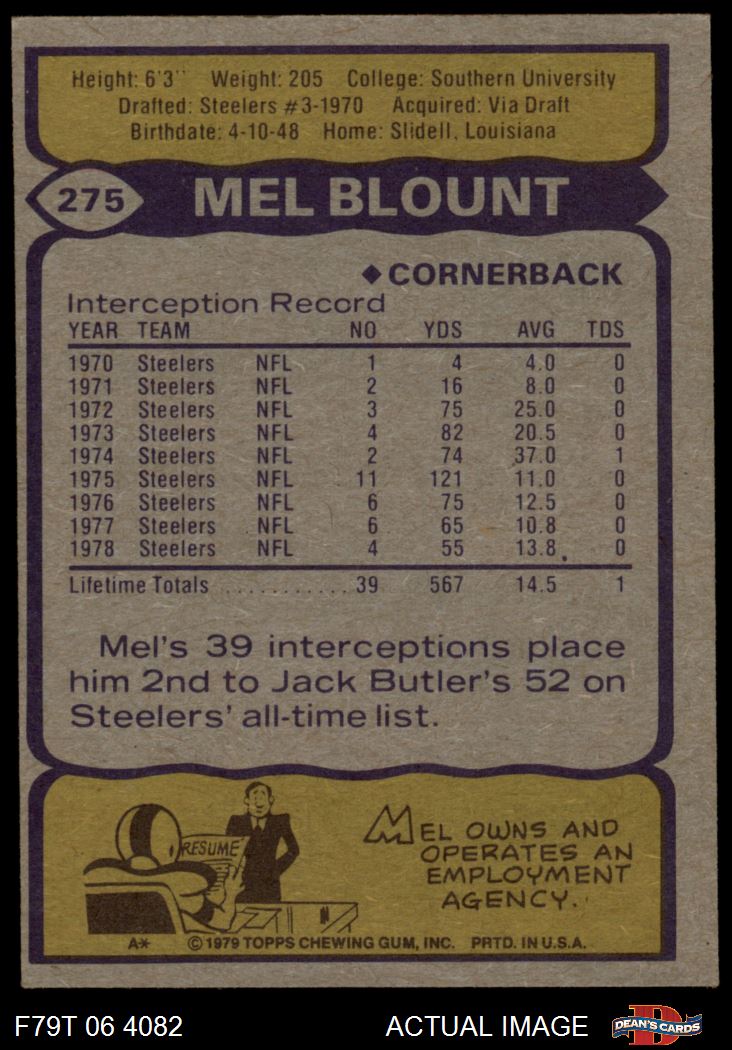 Height: 6'3" Weight: 205 College: Southern University
Drafted: Steelers #3-1970 Acquired: Via Draft
Birthdate: 4-10-48 Home: Slidell, Louisiana
275 MEL BLOUNT
◆ CORNERBACK
Interception Record
YEAR TEAM NO YDS AVG TDS
1970 Steelers NFL 1 4 4.0 0
1971 Steelers NFL 2 16 8.0 0
1972 Steelers NFL 3 75 25.0 0
1973 Steelers NFL 4 82 20.5 0
1974 Steelers NFL 2 74 37.0 1
1975 Steelers NFL 11 121 11.0 0
1976 Steelers NFL 6 75 12.5 0
1977 Steelers NFL 6 65 10.8 0
1978 Steelers NFL 4 55 13.8 0
Lifetime Totals ........... 39 567 14.5 1
Mel's 39 interceptions place
him 2nd to Jack Butler's 52 on
Steelers' all-time list.
RESUME
MEL OWNS AND
OPERATES AN
EMPLOYMENT
AGENCY.
A* ©1979 TOPPS CHEWING GUM, INC. PRTD. IN U.S.A.
F79T 06 4082 ACTUAL IMAGE D DEAN'S CARDS